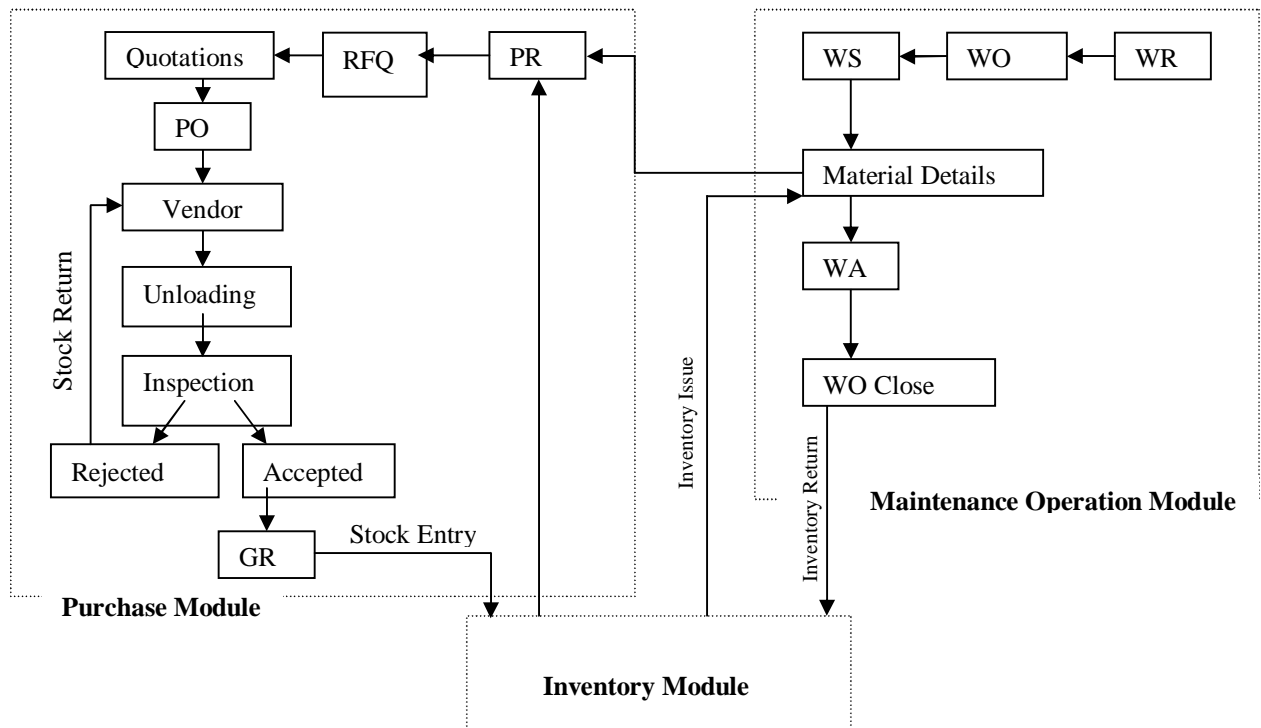 Quotations
RFQ
PR
WS
WO
WR
PO
Material Details
Vendor
WA
Unloading
Stock Return
Inspection
WO Close
Inventory Issue
Rejected
Accepted
Inventory Return
Maintenance Operation Module
Stock Entry
GR
Purchase Module
Inventory Module